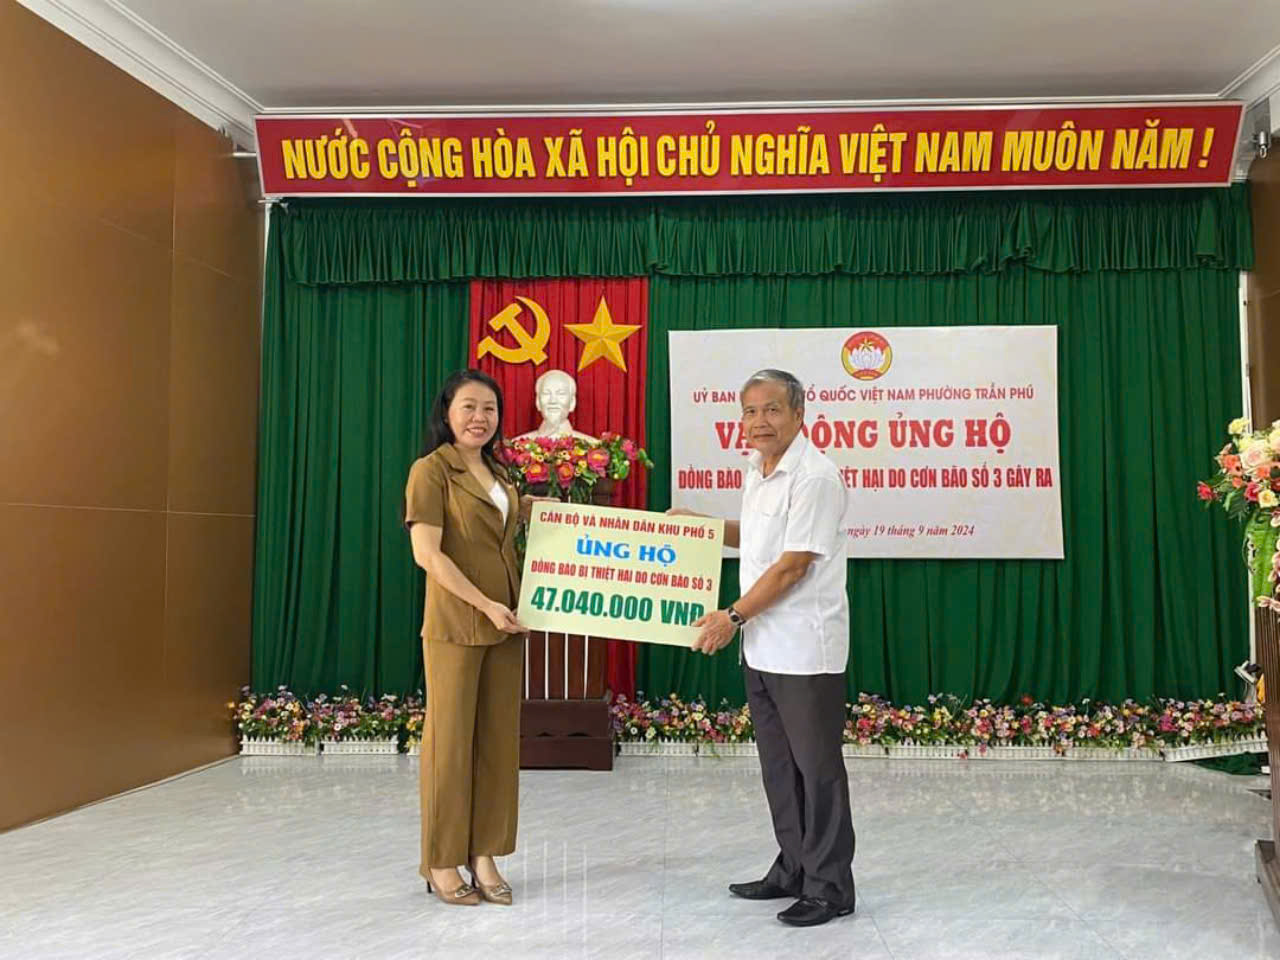 NƯỚC CỘNG HÒA XÃ HỘI CHỦ NGHĨA VIỆT NAM MUÔN NĂM !
UỶ BAN TỔ QUỐC VIỆT NAM PHƯỜNG TRẦN PHÚ
ĐỘNG ỦNG HỘ
ĐỒNG BÀO THIỆT HẠI DO CƠN BÃO SỐ 3 GÂY RA
ngày 19 tháng 9 năm 2024
CÁN BỘ VÀ NHÂN DÂN KHU PHỐ 5
ỦNG HỘ
ĐỒNG BÀO BỊ THIỆT HẠI DO CƠN BÃO SỐ 3
47.040.000 VNĐ